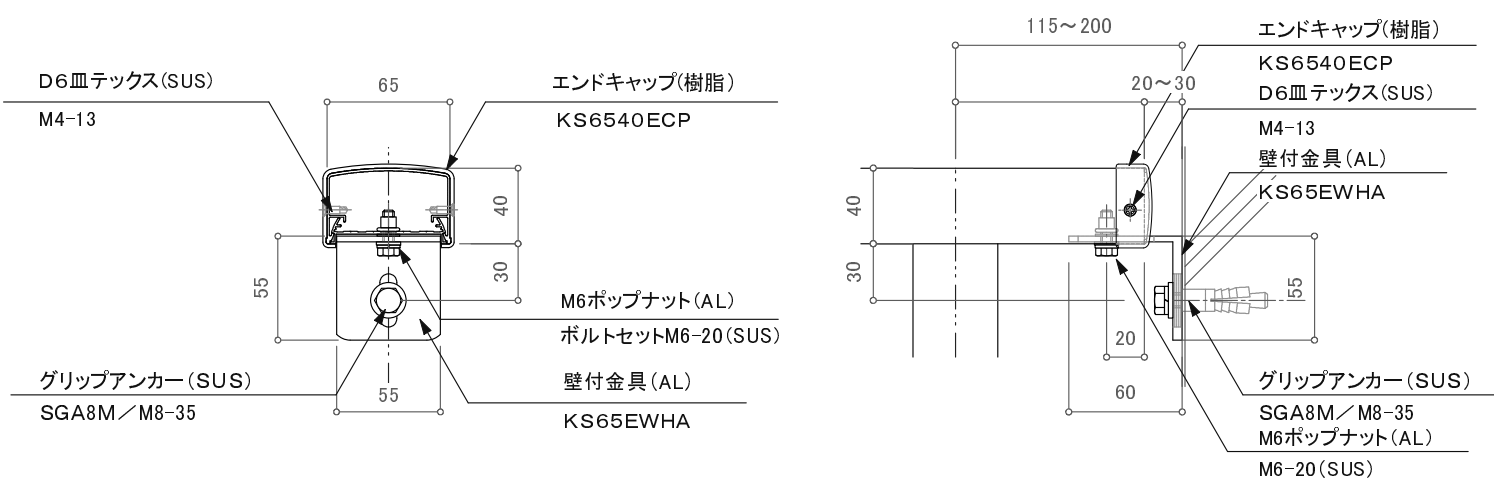 D6皿テックス(SUS)
M4-13
65
エンドキャップ(樹脂)
KS6540ECP
40
30
55
M6ポップナット(AL)
ボルトセットM6-20(SUS)
グリップアンカー(SUS)
SGA8M／M8-35
55
壁付金具(AL)
KS65EWHA
115～200
20～30
エンドキャップ(樹脂)
KS6540ECP
D6皿テックス(SUS)
M4-13
壁付金具(AL)
KS65EWHA
40
30
55
20
60
グリップアンカー(SUS)
SGA8M／M8-35
M6ポップナット(AL)
M6-20(SUS)